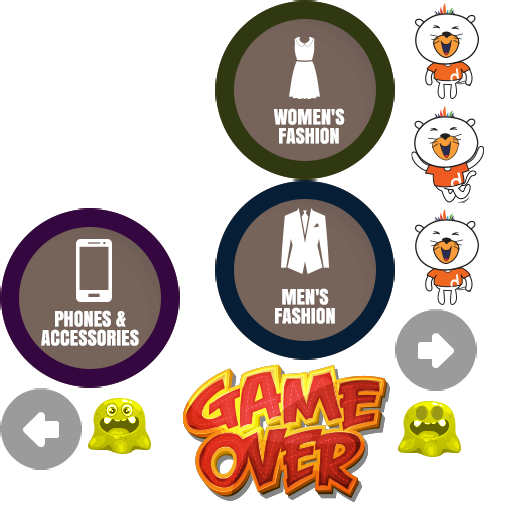 WOMEN'S
FASHION
MEN'S
FASHION
PHONES &
ACCESSORIES
GAME
OVER
d
d
d